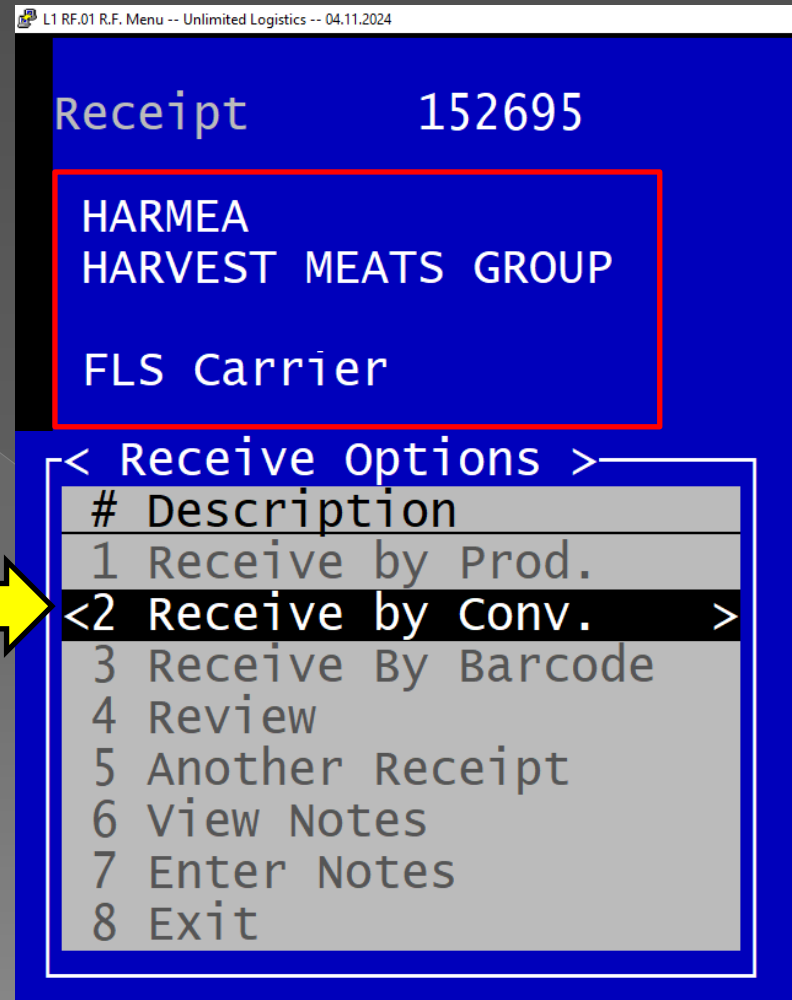 L1 RF.01 R.F. Menu -- Unlimited Logistics -- 04.11.2024
Receipt 152695
HARMEA
HARVEST MEATS GROUP
FLS Carrier
< Receive Options >
# Description
1 Receive by Prod.
<2 Receive by Conv. >
3 Receive By Barcode
4 Review
5 Another Receipt
6 View Notes
7 Enter Notes
8 Exit